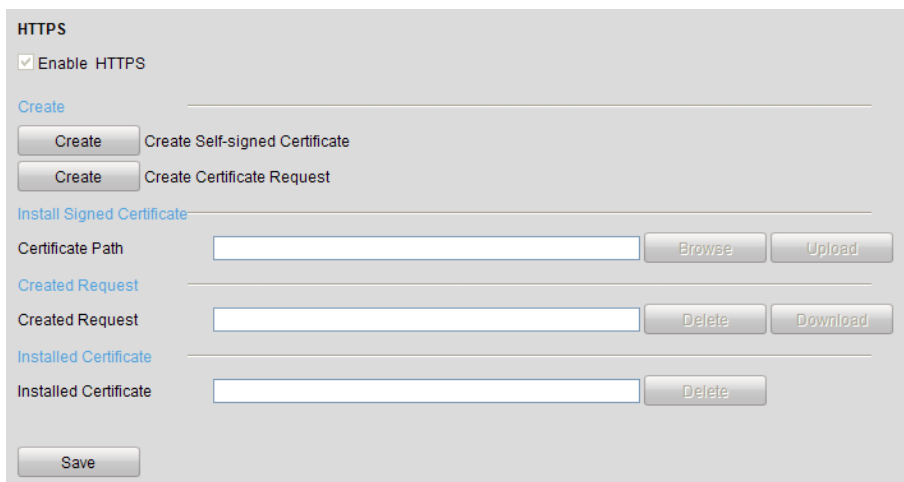 HTTPS
Enable HTTPS
Create
Create Create Self-signed Certificate
Create Create Certificate Request
Install Signed Certificate
Certificate Path Browse Upload
Created Request
Created Request Delete Download
Installed Certificate
Installed Certificate Delete
Save